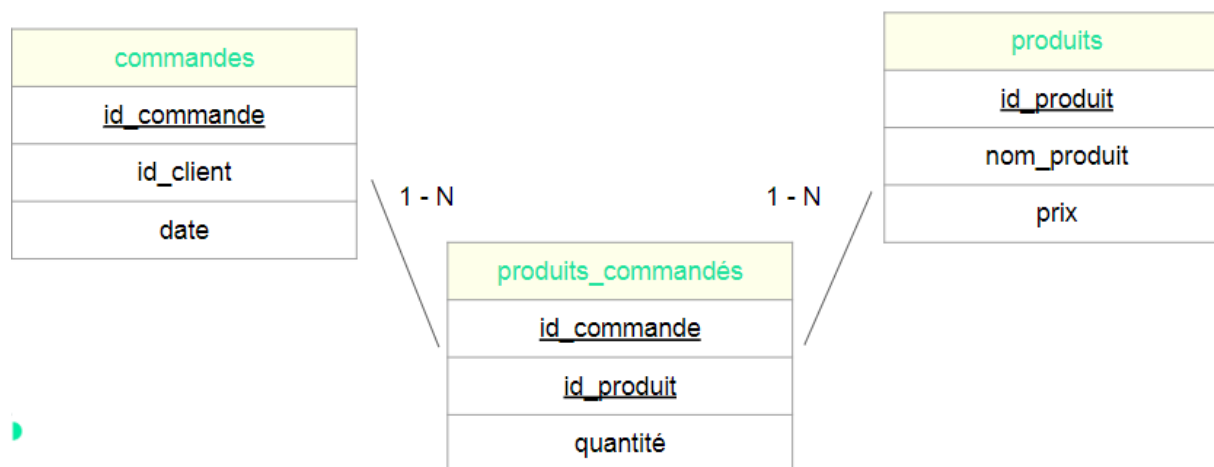 commandes
id_commande
id_client
date
1 - N
produits_commandés
id_commande
id_produit
quantité
1 - N
produits
id_produit
nom_produit
prix